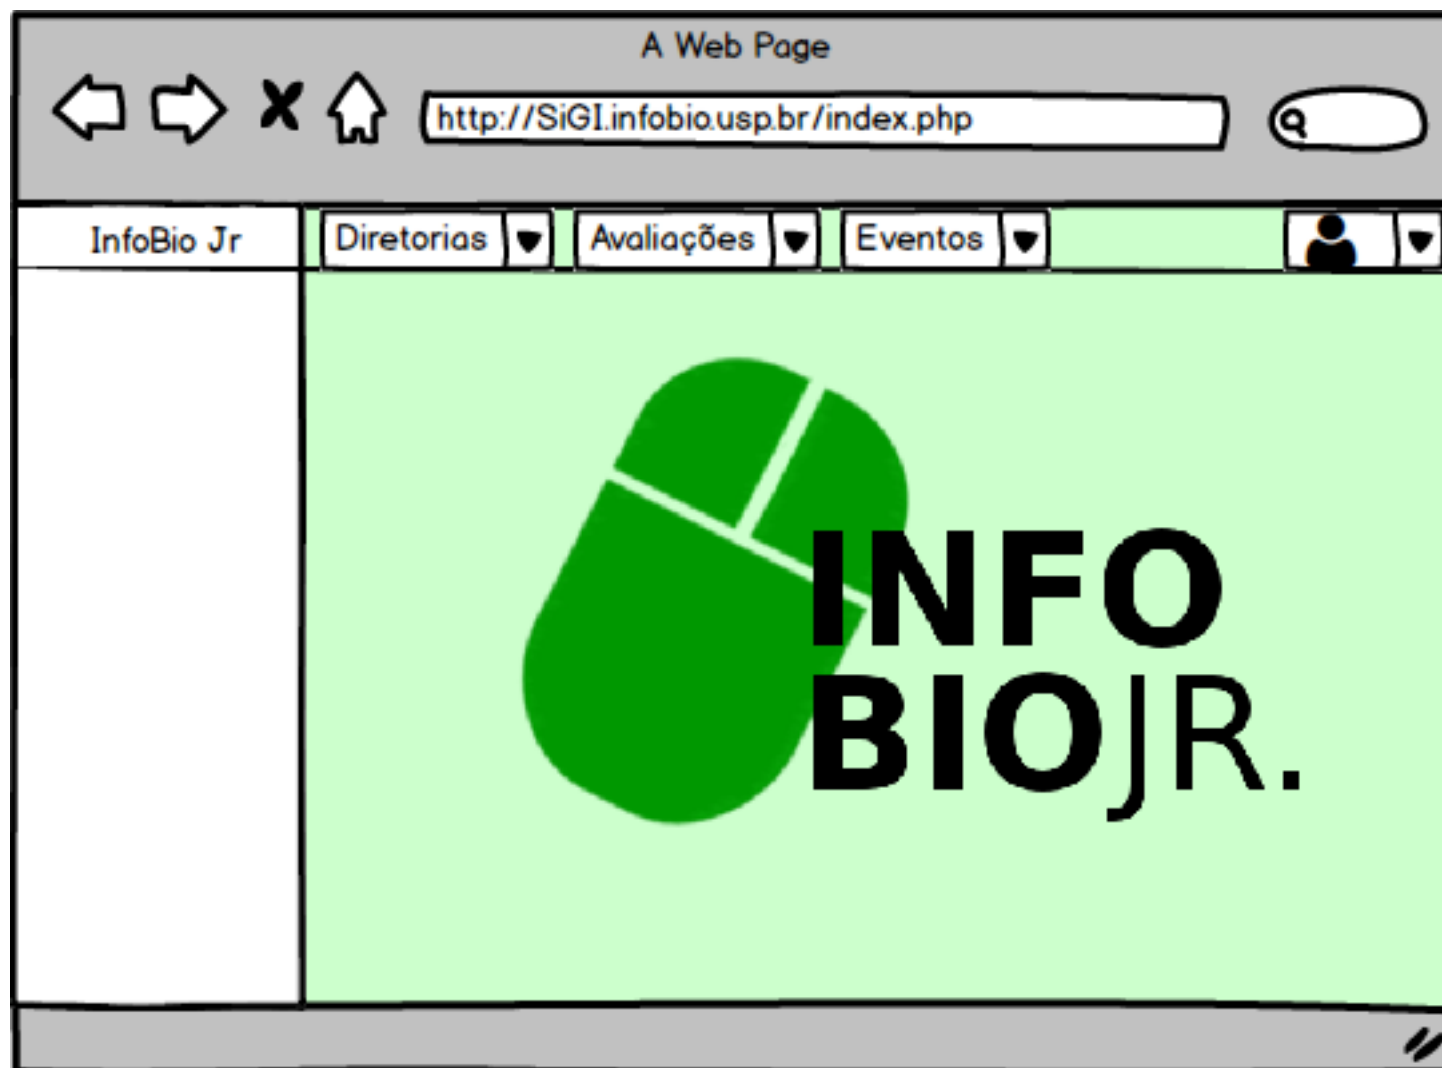 A Web Page
http://SiGI.infobio.usp.br/index.php
InfoBio Jr
Diretorias
Avaliações
Eventos
INFO
BIOJR.